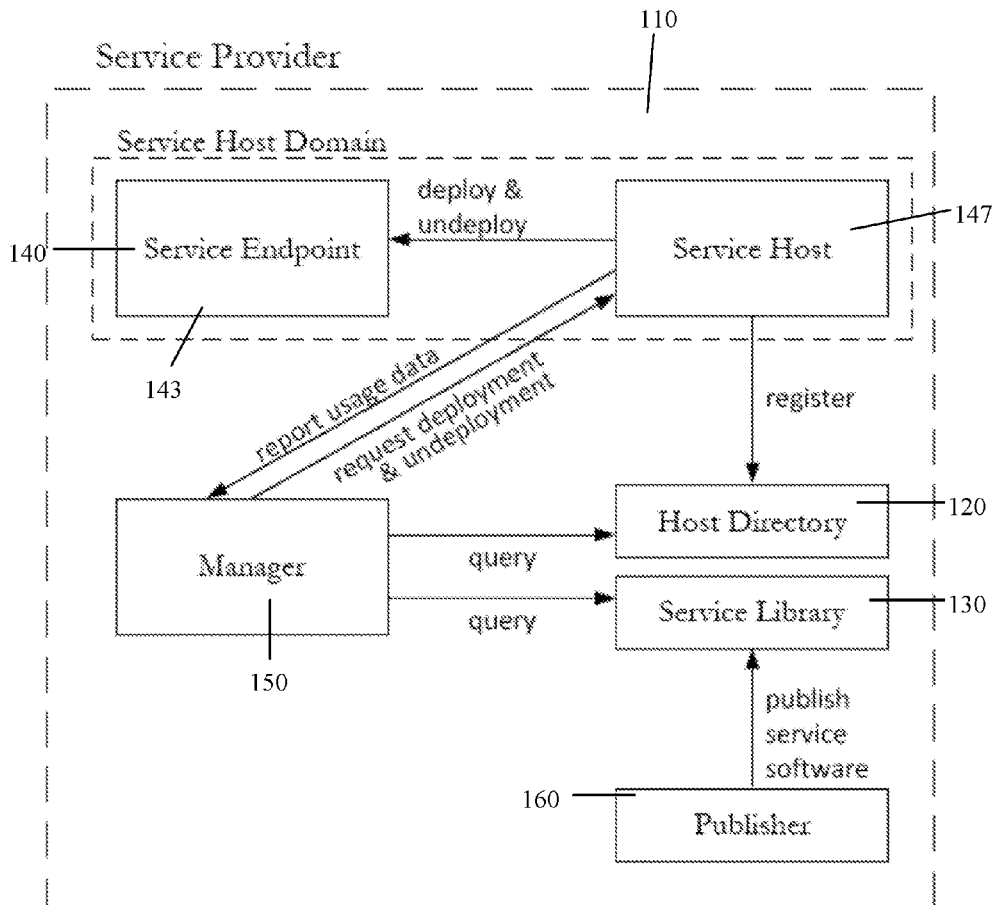 110
Service Provider
Service Host Domain
deploy &
undeploy
147
140
Service Endpoint
Service Host
143
report usage data
request deployment
& undeployment
register
Host Directory
120
Manager
query
Service Library
130
query
150
publish
service
software
160
Publisher